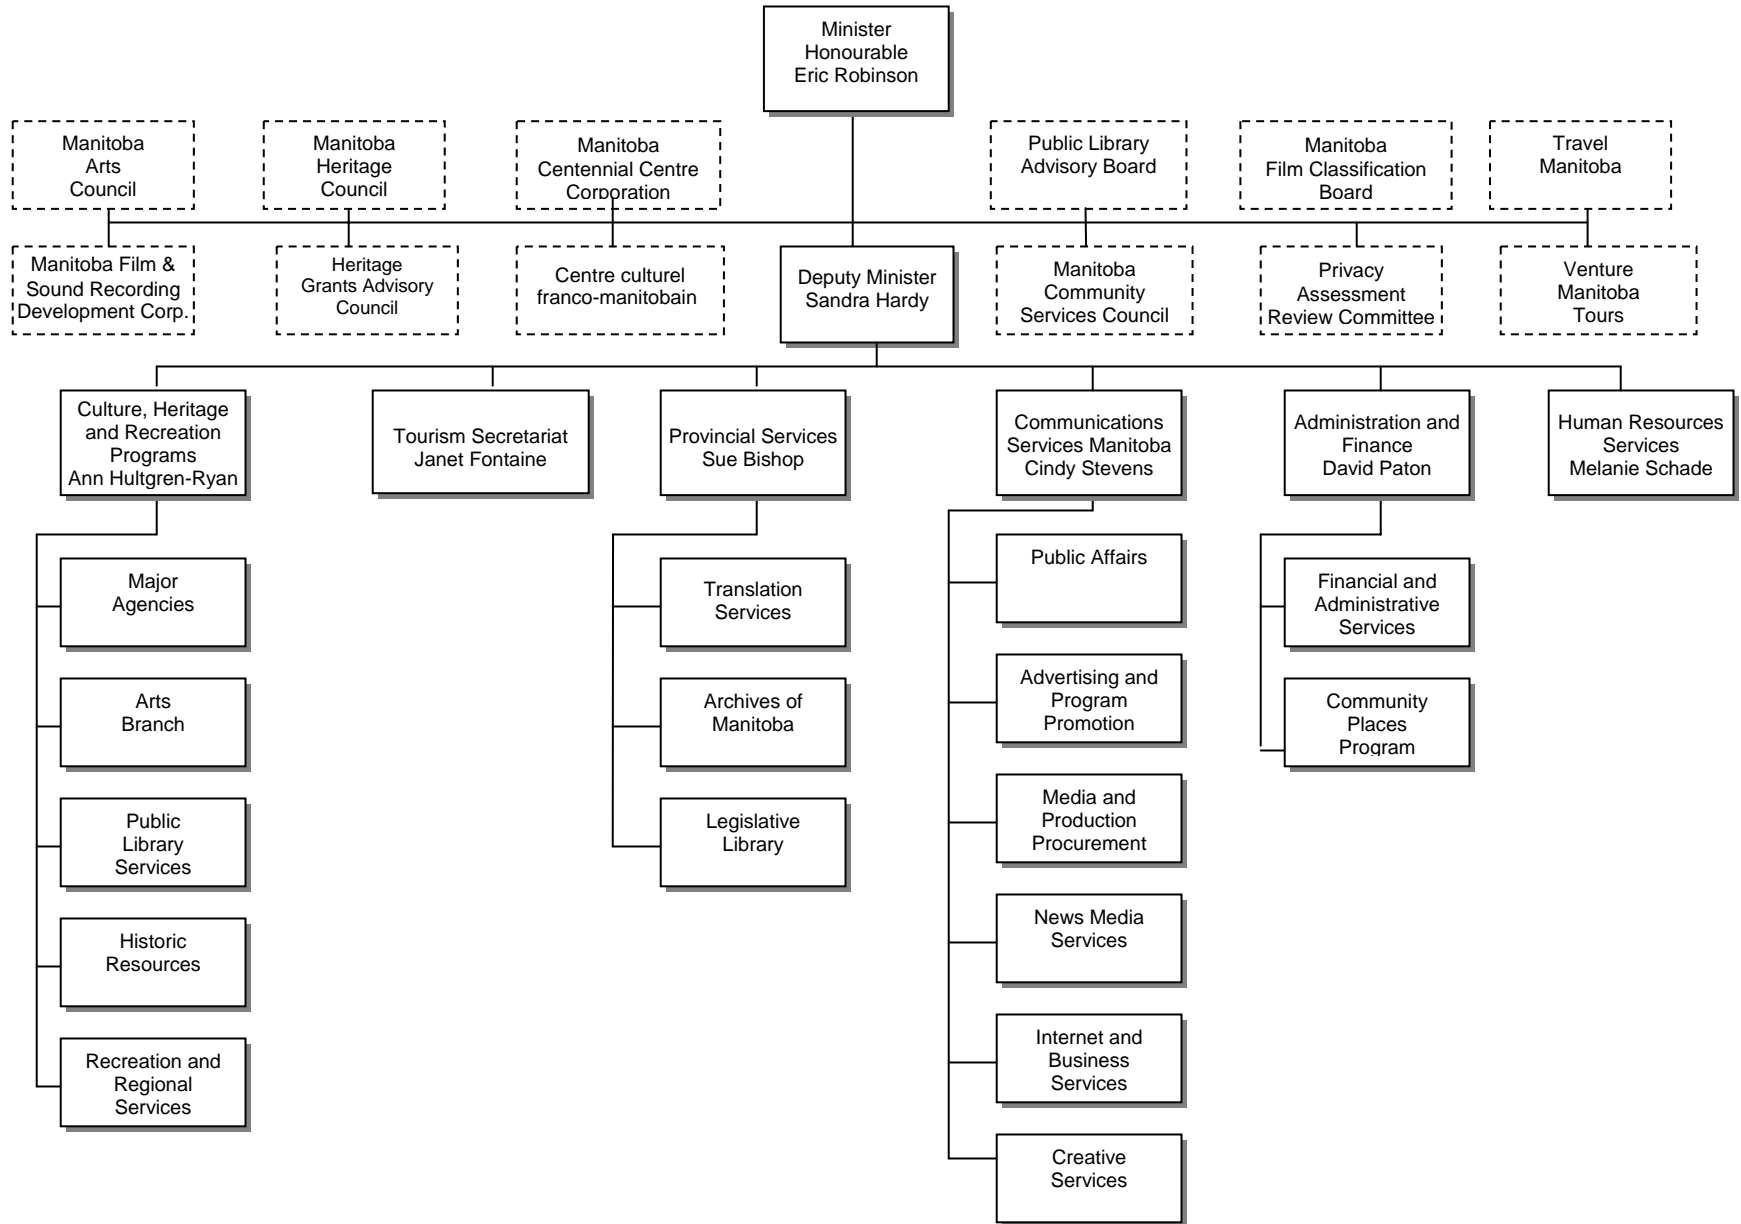 Minister
Honourable
Eric Robinson
Manitoba
Arts
Council
Manitoba
Heritage
Council
Manitoba
Centennial Centre
Corporation
Public Library
Advisory Board
Manitoba
Film Classification
Board
Travel
Manitoba
Manitoba Film &
Sound Recording
Development Corp.
Heritage
Grants Advisory
Council
Centre culturel
franco-manitobain
Deputy Minister
Sandra Hardy
Manitoba
Community
Services Council
Privacy
Assessment
Review Committee
Venture
Manitoba
Tours
Culture, Heritage
and Recreation
Programs
Ann Hultgren-Ryan
Tourism Secretariat
Janet Fontaine
Provincial Services
Sue Bishop
Communications
Services Manitoba
Cindy Stevens
Administration and
Finance
David Paton
Human Resources
Services
Melanie Schade
Major
Agencies
Arts
Branch
Public
Library
Services
Historic
Resources
Recreation and
Regional
Services
Translation
Services
Archives of
Manitoba
Legislative
Library
Public Affairs
Advertising and
Program
Promotion
Media and
Production
Procurement
News Media
Services
Internet and
Business
Services
Creative
Services
Financial and
Administrative
Services
Community
Places
Program